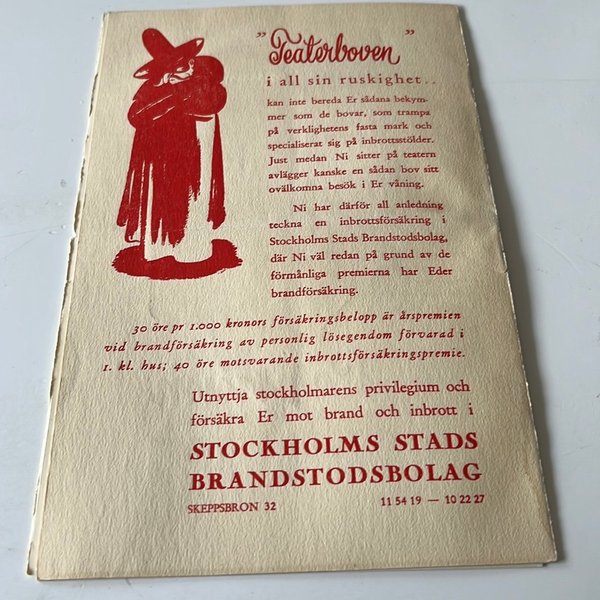 ”Teaterboven”
i all sin ruskighet..
kan inte bereda Er sådana bekym-
mer som de bovar, som trampa
på verklighetens fasta mark och
specialiserat sig på inbrottsstölder.
Just medan Ni sitter på teatern
avlägger kanske en sådan bov sitt
ovälkomna besök i Er våning.
Ni har därför all anledning
teckna en inbrottsförsäkring i
Stockholms Stads Brandstodsbolag,
där Ni väl redan på grund av de
förmånliga premierna har Eder
brandförsäkring.
30 öre pr 1.000 kronors försäkringsbelopp är årspremien
vid brandförsäkring av personlig lösegendom förvarad i
1. kl. hus; 40 öre motsvarande inbrottsförsäkringspremie.
Utnyttja stockholmarens privilegium och
försäkra Er mot brand och inbrott i
STOCKHOLMS STADS
BRANDSTODSBOLAG
SKEPPSBRON 32 11 54 19 — 10 22 27